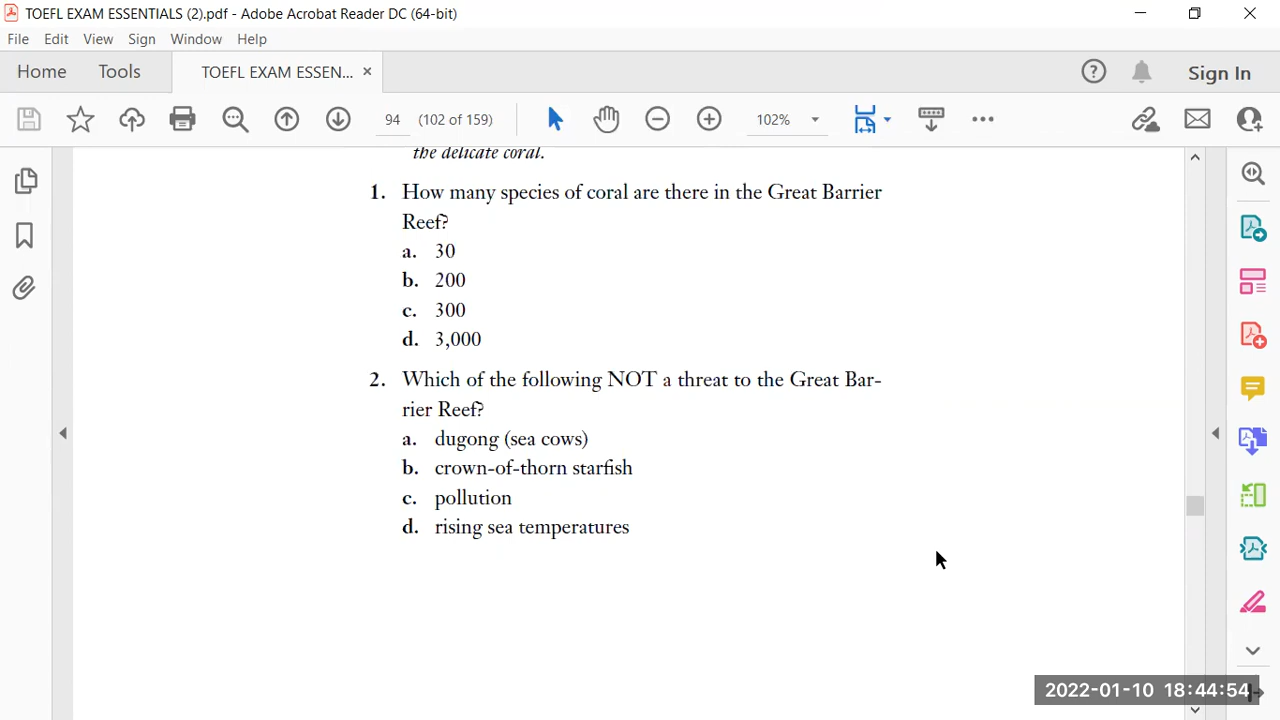 TOEFL EXAM ESSENTIALS (2).pdf - Adobe Acrobat Reader DC (64-bit)
File Edit View Sign Window Help
Home Tools TOEFL EXAM ESSEN... × Sign In
94 (102 of 159) 102%
the delicate coral.
1. How many species of coral are there in the Great Barrier
Reef?
a. 30
b. 200
c. 300
d. 3,000
2. Which of the following NOT a threat to the Great Bar-
rier Reef?
a. dugong (sea cows)
b. crown-of-thorn starfish
c. pollution
d. rising sea temperatures
2022-01-10 18:44:54